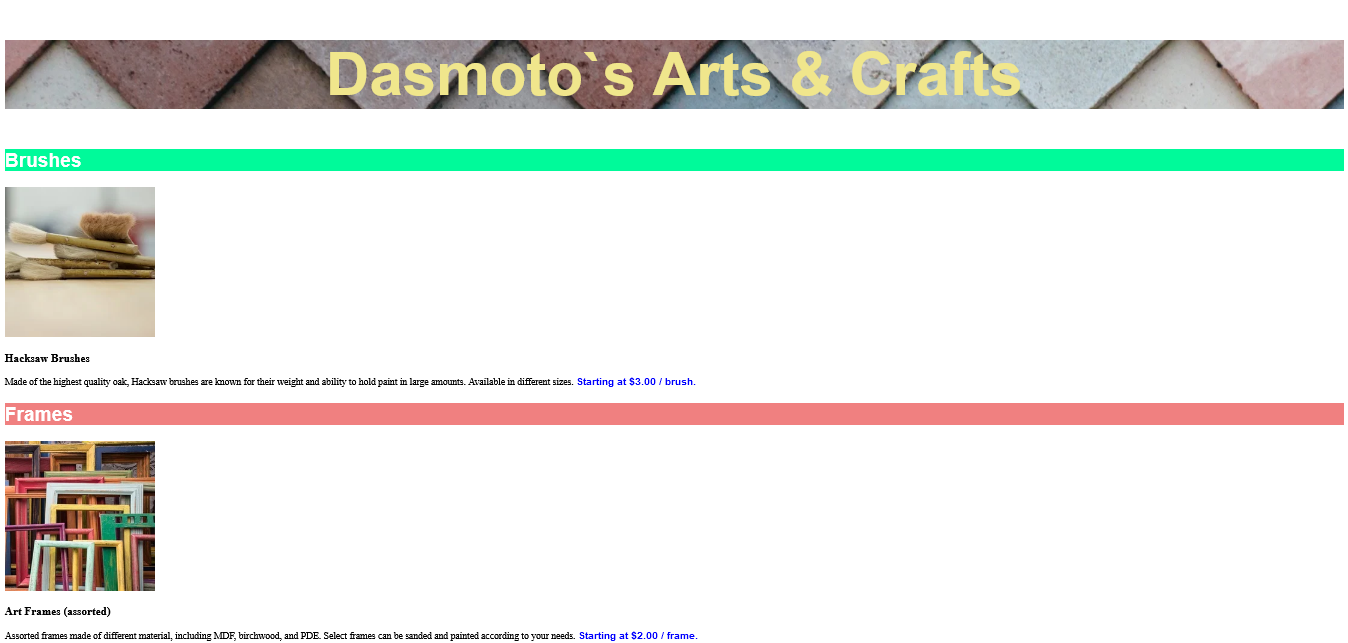 Dasmoto`s Arts & Crafts
Brushes
Hacksaw Brushes
Made of the highest quality oak, Hacksaw brushes are known for their weight and ability to hold paint in large amounts. Available in different sizes. Starting at $3.00 / brush.
Frames
Art Frames (assorted)
Assorted frames made of different material, including MDF, birchwood, and PDE. Select frames can be sanded and painted according to your needs. Starting at $2.00 / frame.